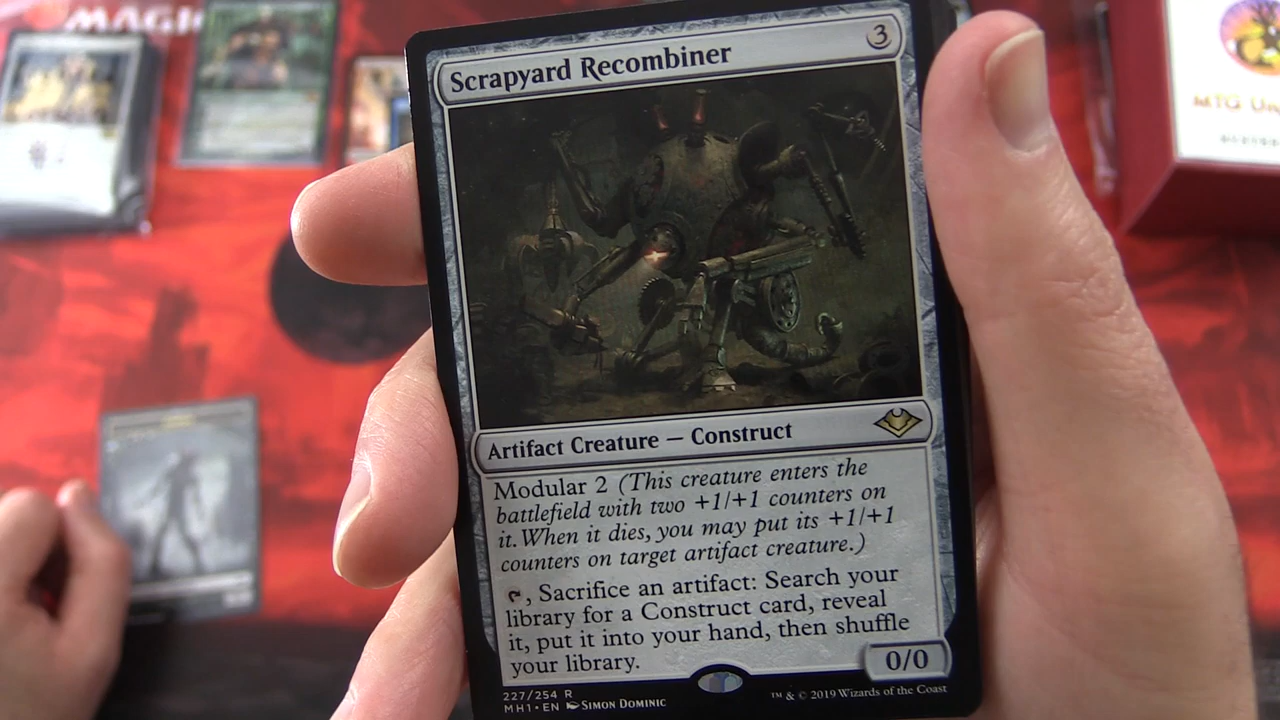 MAGIC
Scrapyard Recombiner
3
MTG
Artifact Creature — Construct
Modular 2 (This creature enters the
battlefield with two +1/+1 counters on
it. When it dies, you may put its +1/+1
counters on target artifact creature.)
, Sacrifice an artifact: Search your
library for a Construct card, reveal
it, put it into your hand, then shuffle
your library.
0/0
227/254 R
MH1 • EN SIMON DOMINIC
™ & © 2019 Wizards of the Coast